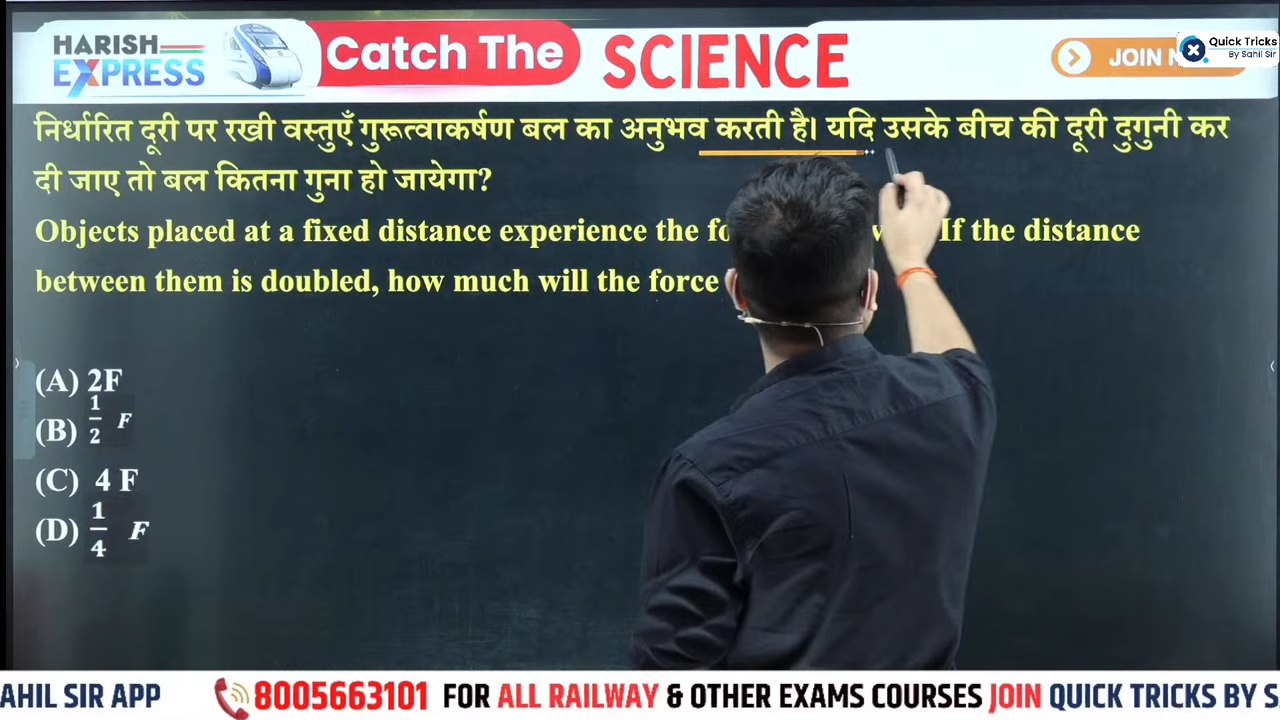 HARISH
EXPRESS
Catch The
SCIENCE
JOIN
Quick Tricks
By Sahil Sir
निर्धारित दूरी पर रखी वस्तुएँ गुरूत्वाकर्षण बल का अनुभव करती है। यदि उसके बीच की दूरी दुगुनी कर
दी जाए तो बल कितना गुना हो जायेगा?
Objects placed at a fixed distance experience the If the distance
between them is doubled, how much will the force
(A) 2F
(B) 1/2 F
(C) 4 F
(D) 1/4 F
AHIL SIR APP 8005663101 FOR ALL RAILWAY & OTHER EXAMS COURSES JOIN QUICK TRICKS BY S